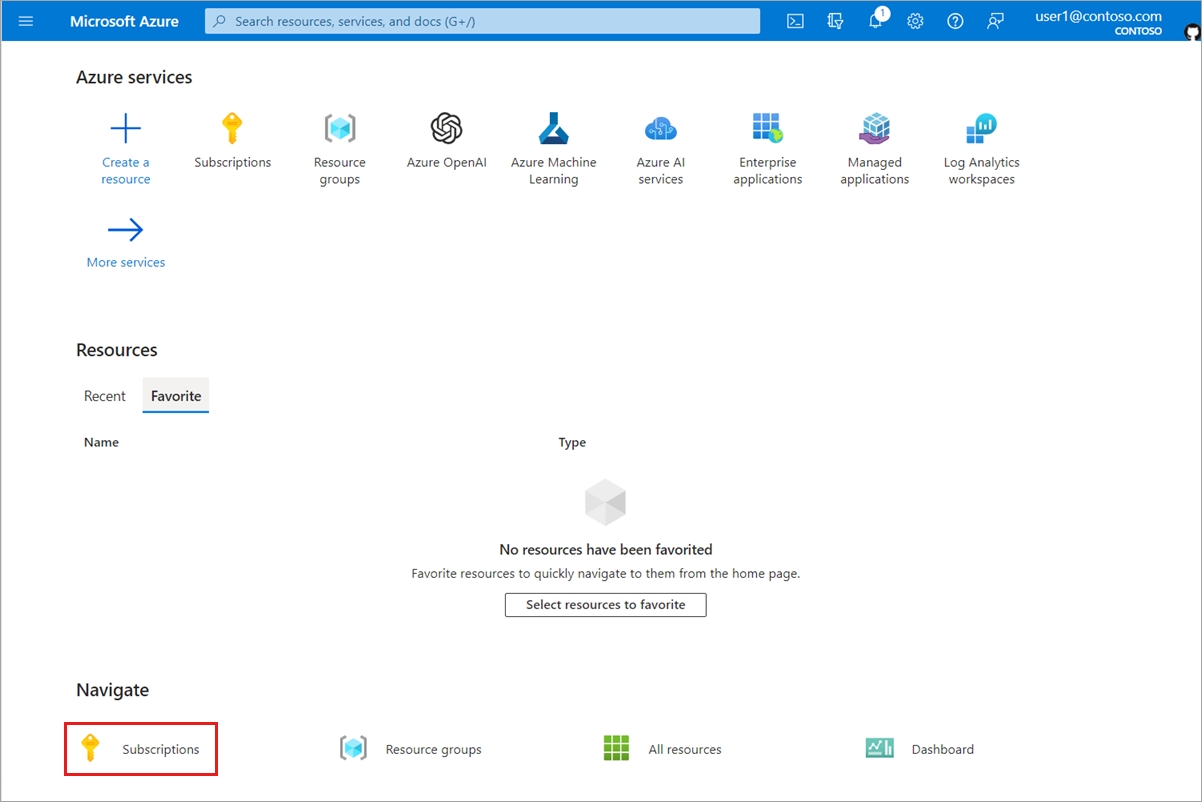 Microsoft Azure
Search resources, services, and docs (G+/)
1
user1@contoso.com
CONTOSO
Azure services
Create a
resource
Subscriptions
Resource
groups
Azure OpenAI
Azure Machine
Learning
Azure AI
services
Enterprise
applications
Managed
applications
Log Analytics
workspaces
More services
Resources
Recent
Favorite
Name
Type
No resources have been favorited
Favorite resources to quickly navigate to them from the home page.
Select resources to favorite
Navigate
Subscriptions
Resource groups
All resources
Dashboard